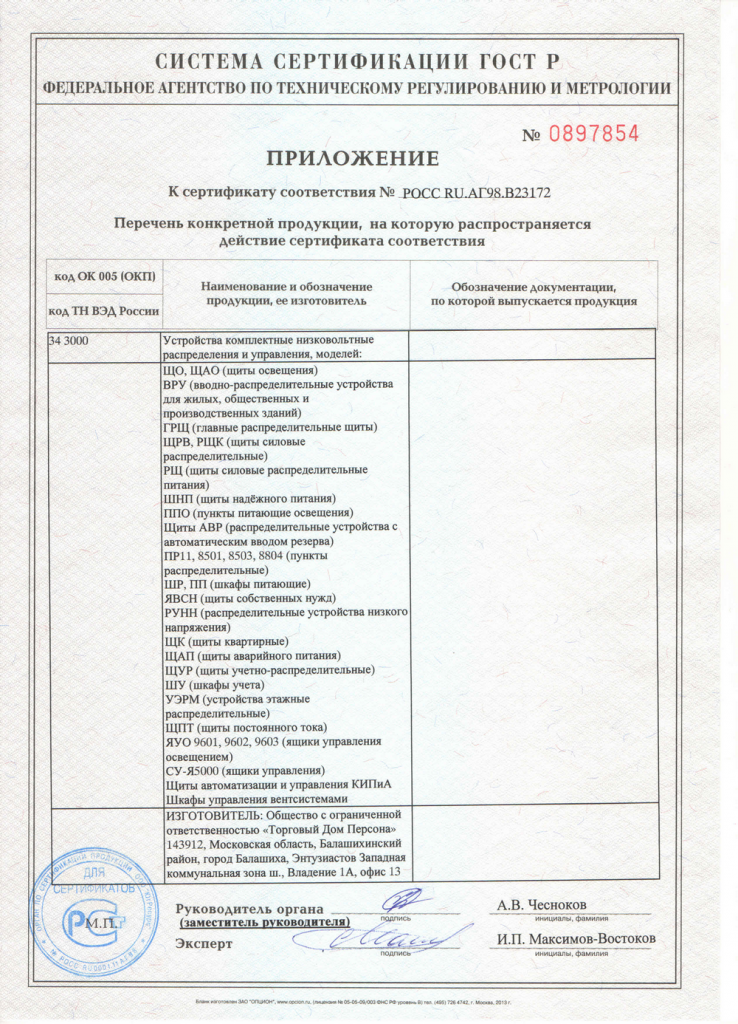 СИСТЕМА СЕРТИФИКАЦИИ ГОСТ Р
ФЕДЕРАЛЬНОЕ АГЕНТСТВО ПО ТЕХНИЧЕСКОМУ РЕГУЛИРОВАНИЮ И МЕТРОЛОГИИ
№ 0897854
ПРИЛОЖЕНИЕ
К сертификату соответствия № РОСС RU.АГ98.В23172
Перечень конкретной продукции, на которую распространяется
действие сертификата соответствия
код ОК 005 (ОКП)
код ТН ВЭД России
Наименование и обозначение
продукции, ее изготовитель
Обозначение документации,
по которой выпускается продукция
34 3000
Устройства комплектные низковольтные
распределения и управления, моделей:
ЩО, ЩАО (щиты освещения)
ВРУ (вводно-распределительные устройства
для жилых, общественных и
производственных зданий)
ГРЩ (главные распределительные щиты)
ЩРВ, РЩК (щиты силовые
распределительные)
РЩ (щиты силовые распределительные
питания)
ШНП (щиты надёжного питания)
ППО (пункты питающие освещения)
Щиты АВР (распределительные устройства с
автоматическим вводом резерва)
ПР11, 8501, 8503, 8804 (пункты
распределительные)
ШР, ПП (шкафы питающие)
ЯВСН (щиты собственных нужд)
РУНН (распределительные устройства низкого
напряжения)
ЩК (щиты квартирные)
ЩАП (щиты аварийного питания)
ЩУР (щиты учетно-распределительные)
ШУ (шкафы учета)
УЭРМ (устройства этажные
распределительные)
ЩПТ (щиты постоянного тока)
ЯУО 9601, 9602, 9603 (ящики управления
освещением)
СУ-Я5000 (ящики управления)
Щиты автоматизации и управления КИПиА
Шкафы управления вентсистемами
ИЗГОТОВИТЕЛЬ: Общество с ограниченной
ответственностью «Торговый Дом Персона»
143912, Московская область, Балашихинский
район, город Балашиха, Энтузиастов Западная
коммунальная зона ш., Владение 1А, офис 13
ДЛЯ
СЕРТИФИКАТОВ
М.П.
Руководитель органа
(заместитель руководителя)
подпись
А.В. Чесноков
инициалы, фамилия
Эксперт
подпись
И.П. Максимов-Востоков
инициалы, фамилия
Бланк изготовлен ЗАО "ОПЦИОН", www.opcion.ru, (лицензия № 05-05-09/003 ФНС РФ уровень В) тел. (495) 726 4742, г. Москва, 2013 г.